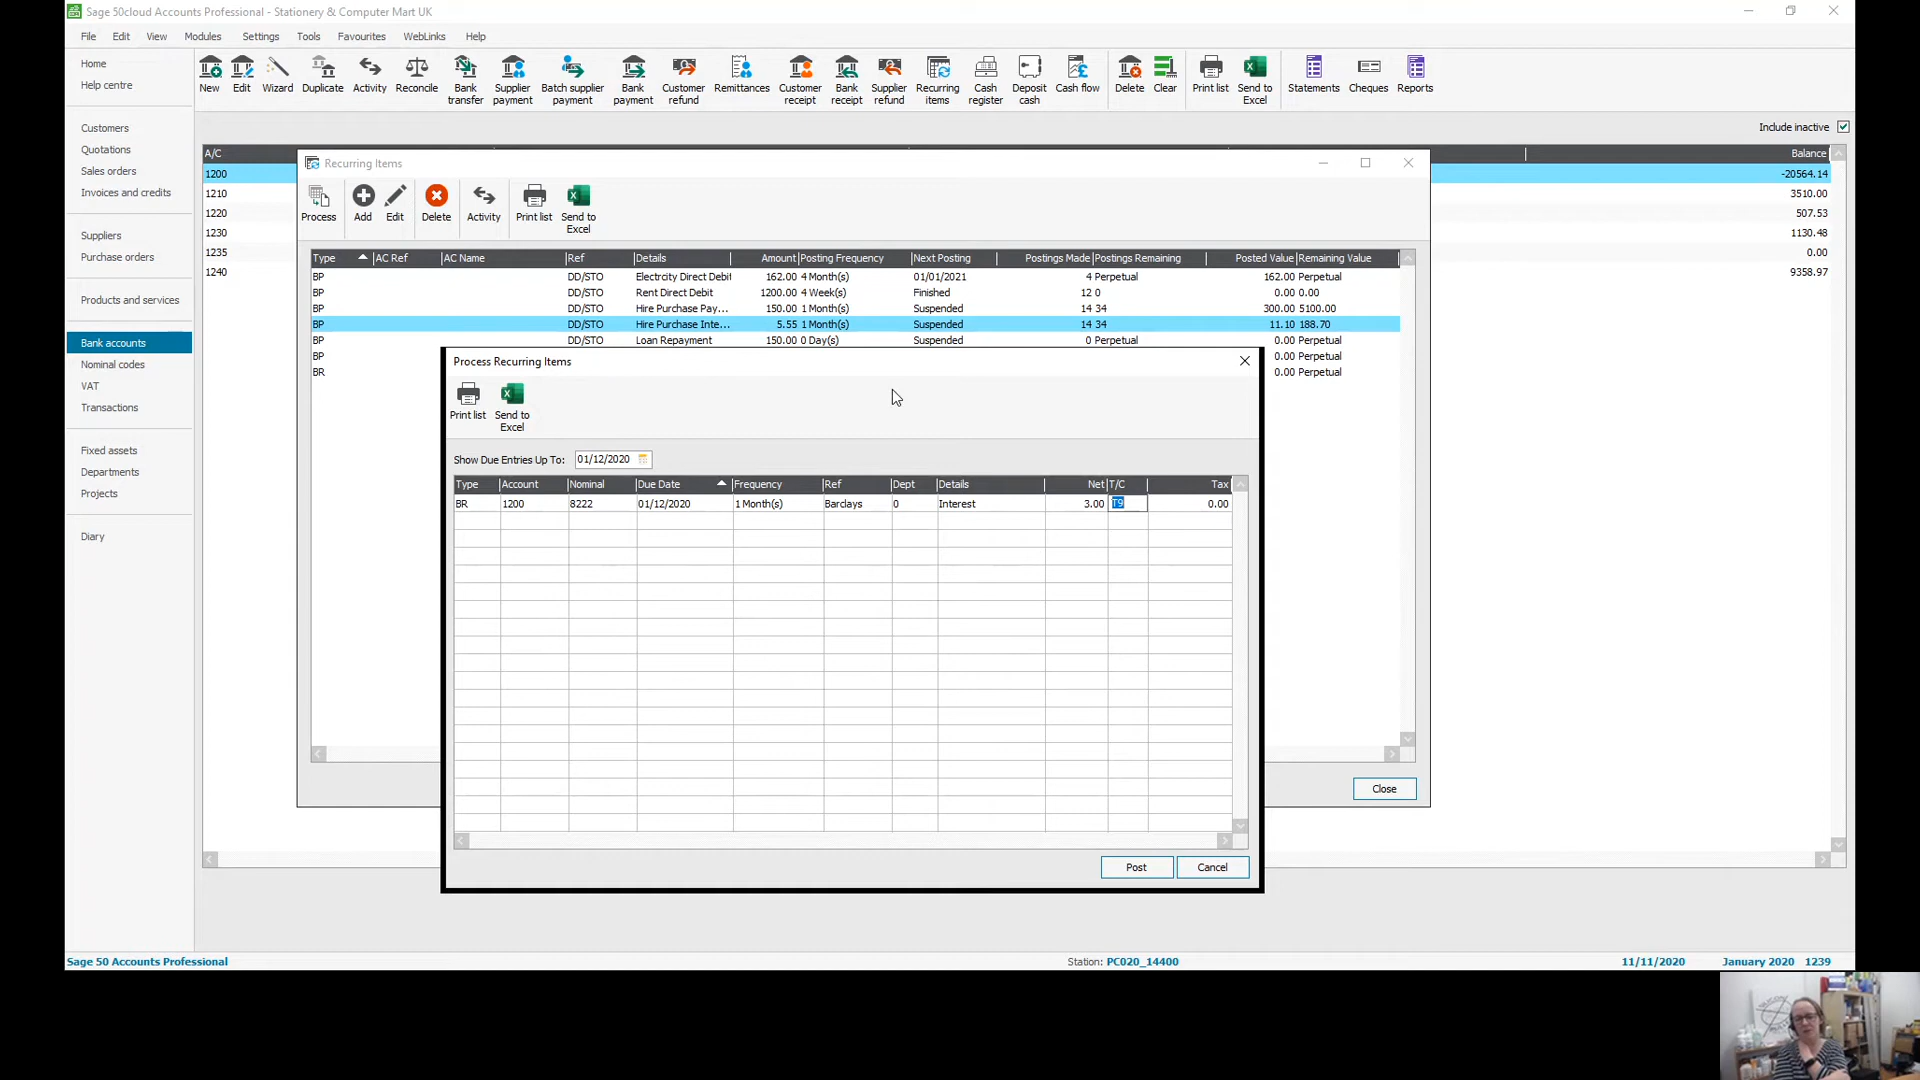 Sage 50cloud Accounts Professional - Stationery & Computer Mart UK
File Edit View Modules Settings Tools Favourites WebLinks Help
Home
Help centre
Customers
Quotations
Sales orders
Invoices and credits
Suppliers
Purchase orders
Products and services
Bank accounts
Nominal codes
VAT
Transactions
Fixed assets
Departments
Projects
Diary
New Edit Wizard Duplicate Activity Reconcile Bank transfer Supplier payment Batch supplier payment Bank payment Customer refund Remittances Customer receipt Bank receipt Supplier refund Recurring items Cash register Deposit cash Cash flow Delete Clear Print list Send to Excel Statements Cheques Reports
Include inactive
A/C Balance
1200 -20564.14
1210 3510.00
1220 507.53
1230 1130.48
1235 0.00
1240 9358.97
Recurring Items
Process Add Edit Delete Activity Print list Send to Excel
Type AC Ref AC Name Ref Details Amount Posting Frequency Next Posting Postings Made Postings Remaining Posted Value Remaining Value
BP DD/STO Electrcity Direct Debit 162.00 4 Month(s) 01/01/2021 4 Perpetual 162.00 Perpetual
BP DD/STO Rent Direct Debit 1200.00 4 Week(s) Finished 12 0 0.00 0.00
BP DD/STO Hire Purchase Pay... 150.00 1 Month(s) Suspended 14 34 300.00 5100.00
BP DD/STO Hire Purchase Inte... 5.55 1 Month(s) Suspended 14 34 11.10 188.70
BP DD/STO Loan Repayment 150.00 0 Day(s) Suspended 0 Perpetual 0.00 Perpetual
BP 0.00 Perpetual
BR 0.00 Perpetual
Close
Process Recurring Items
Print list Send to Excel
Show Due Entries Up To: 01/12/2020
Type Account Nominal Due Date Frequency Ref Dept Details Net T/C Tax
BR 1200 8222 01/12/2020 1 Month(s) Barclays 0 Interest 3.00 T9 0.00
Post Cancel
Sage 50 Accounts Professional Station: PC020_14400 11/11/2020 January 2020 1239